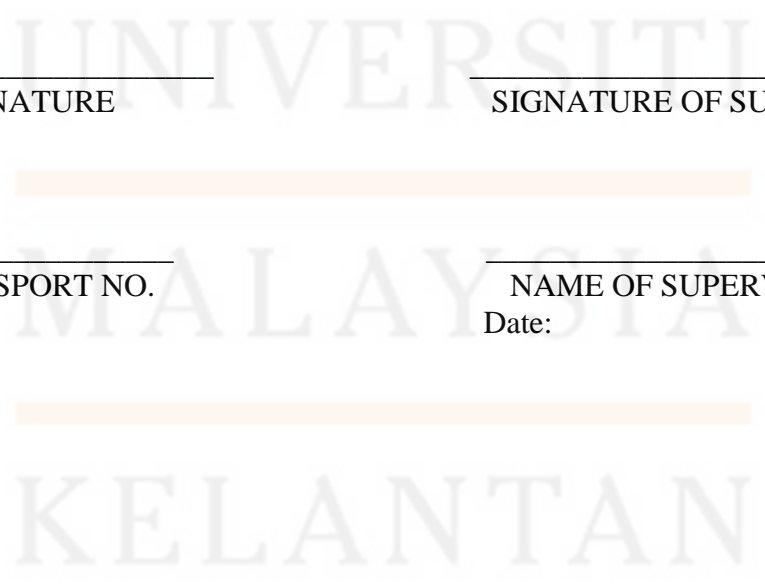 UNIVERSITI
NATURE SIGNATURE OF SU
MALAYSIA
SPORT NO. NAME OF SUPER
Date:
KELANTAN